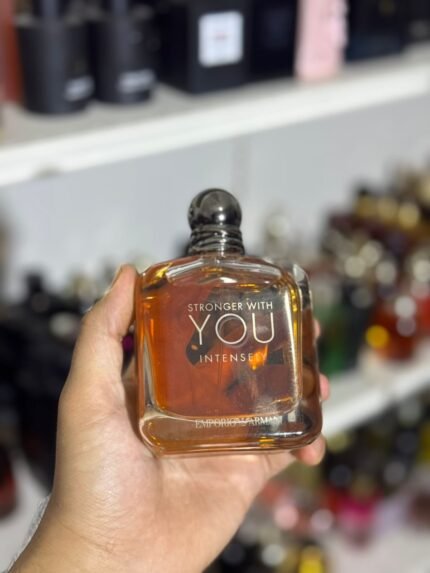 STRONGER WITH
YOU
INTENSELY
EMPORIO ARMANI